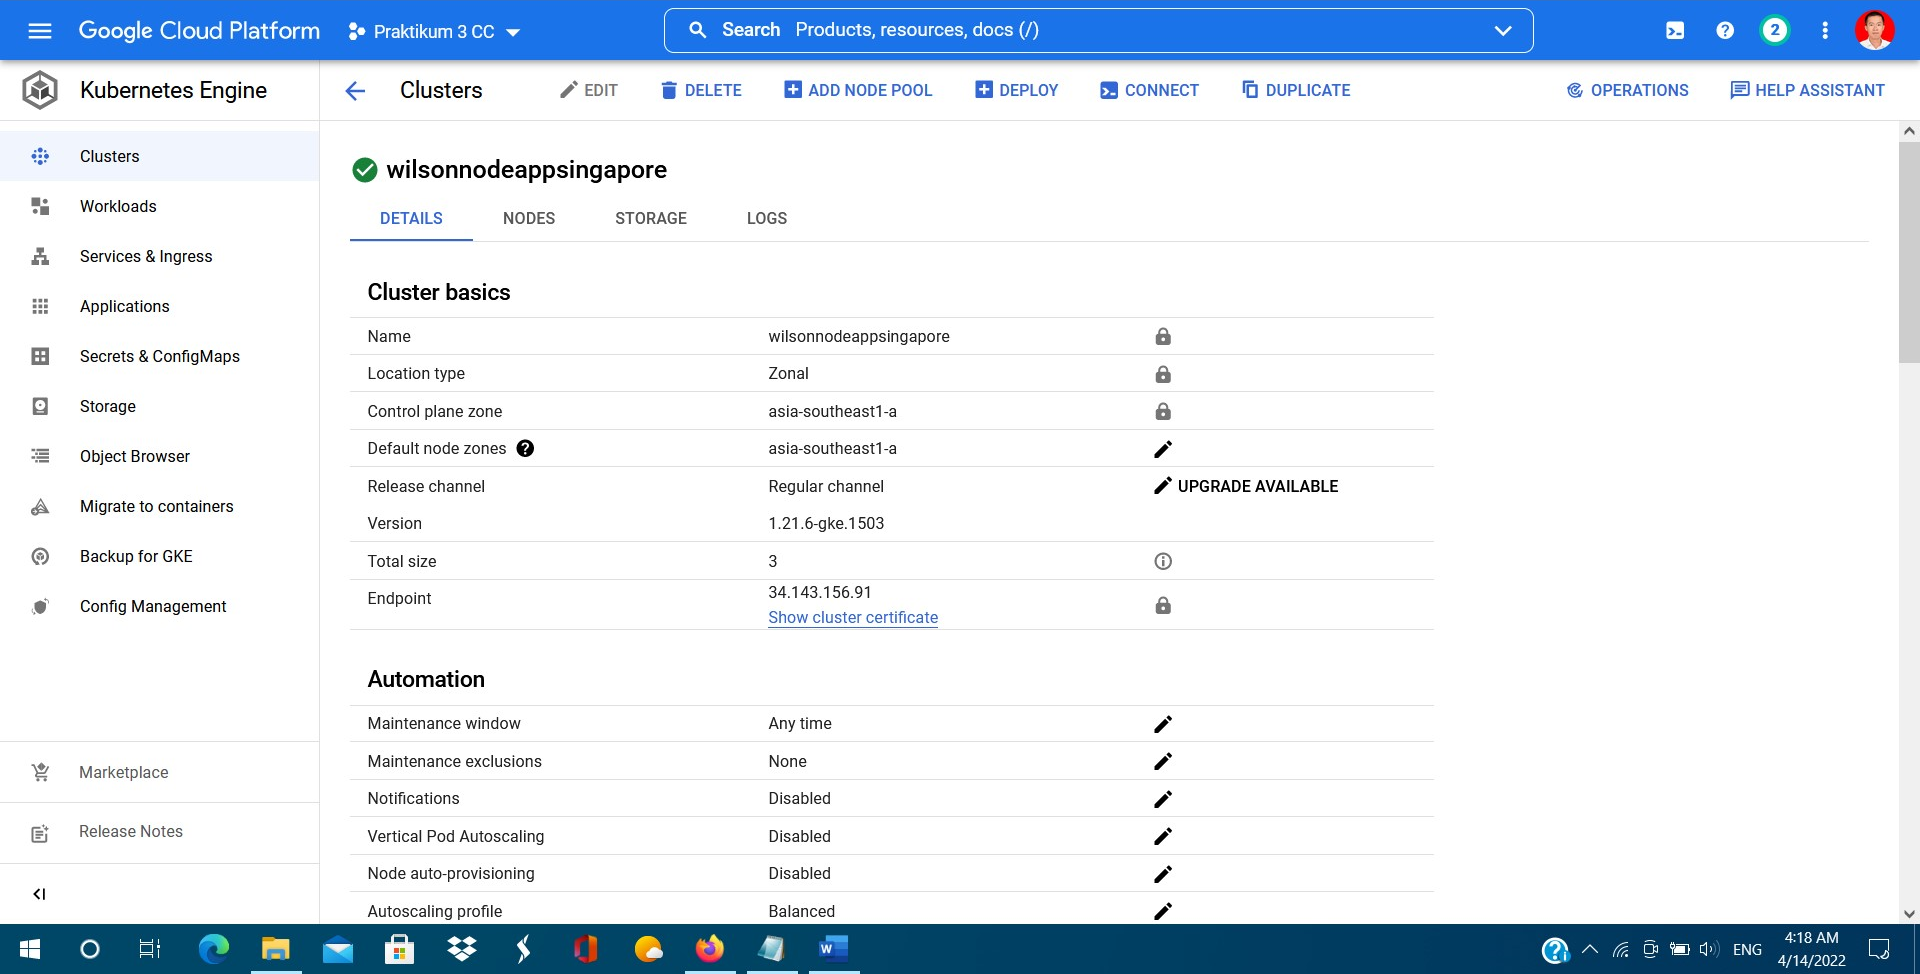 Google Cloud Platform
Praktikum 3 CC
Search Products, resources, docs (/)
2
Kubernetes Engine
Clusters
EDIT
DELETE
ADD NODE POOL
DEPLOY
CONNECT
DUPLICATE
OPERATIONS
HELP ASSISTANT
Clusters
Workloads
Services & Ingress
Applications
Secrets & ConfigMaps
Storage
Object Browser
Migrate to containers
Backup for GKE
Config Management
Marketplace
Release Notes
wilsonnodeappsingapore
DETAILS NODES STORAGE LOGS
Cluster basics
Name wilsonnodeappsingapore
Location type Zonal
Control plane zone asia-southeast1-a
Default node zones asia-southeast1-a
Release channel Regular channel UPGRADE AVAILABLE
Version 1.21.6-gke.1503
Total size 3
Endpoint 34.143.156.91
Show cluster certificate
Automation
Maintenance window Any time
Maintenance exclusions None
Notifications Disabled
Vertical Pod Autoscaling Disabled
Node auto-provisioning Disabled
Autoscaling profile Balanced
ENG
4:18 AM
4/14/2022